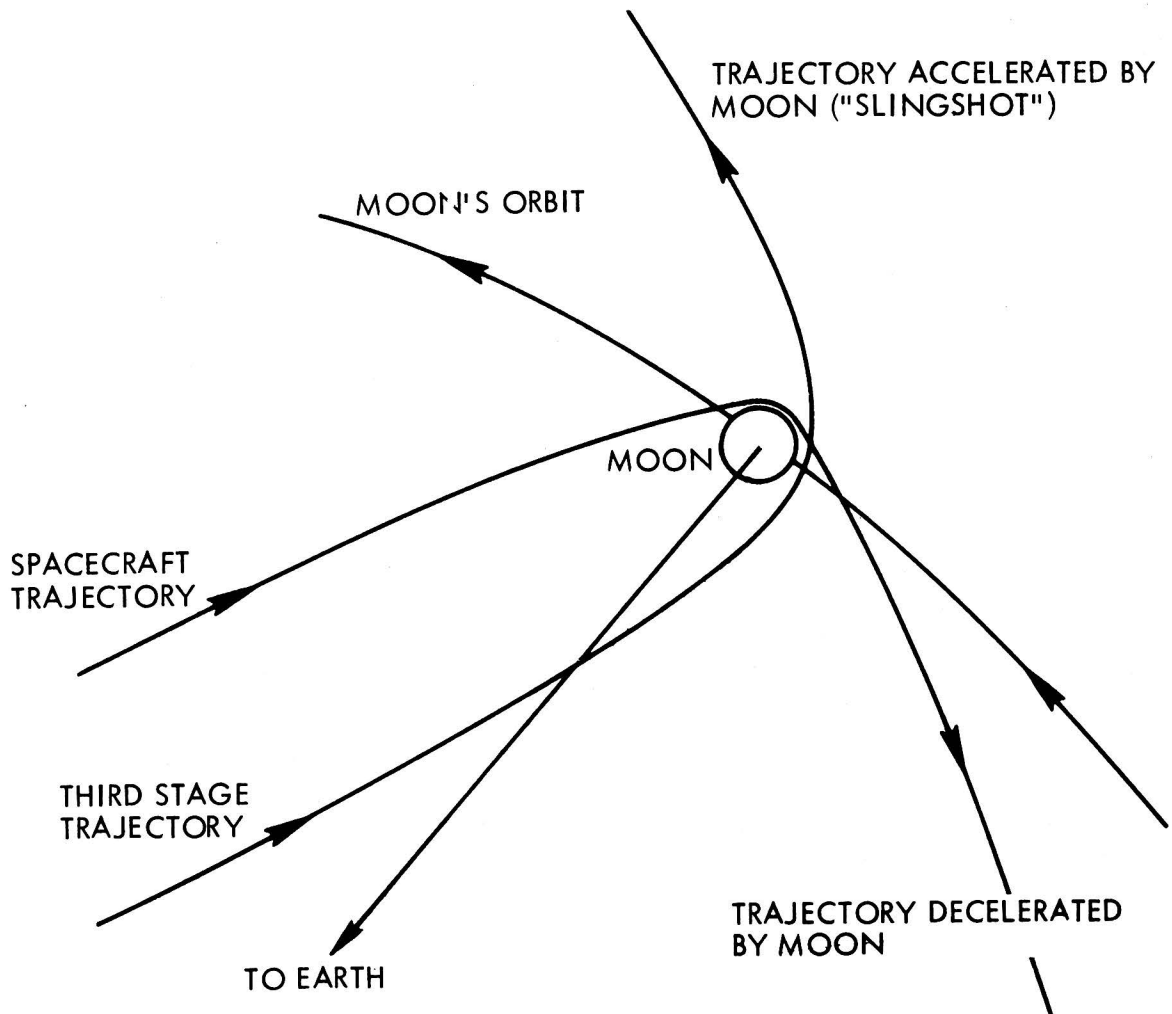 TRAJECTORY ACCELERATED BY
MOON ("SLINGSHOT")
MOON'S ORBIT
MOON
SPACECRAFT
TRAJECTORY
THIRD STAGE
TRAJECTORY
TRAJECTORY DECELERATED
BY MOON
TO EARTH